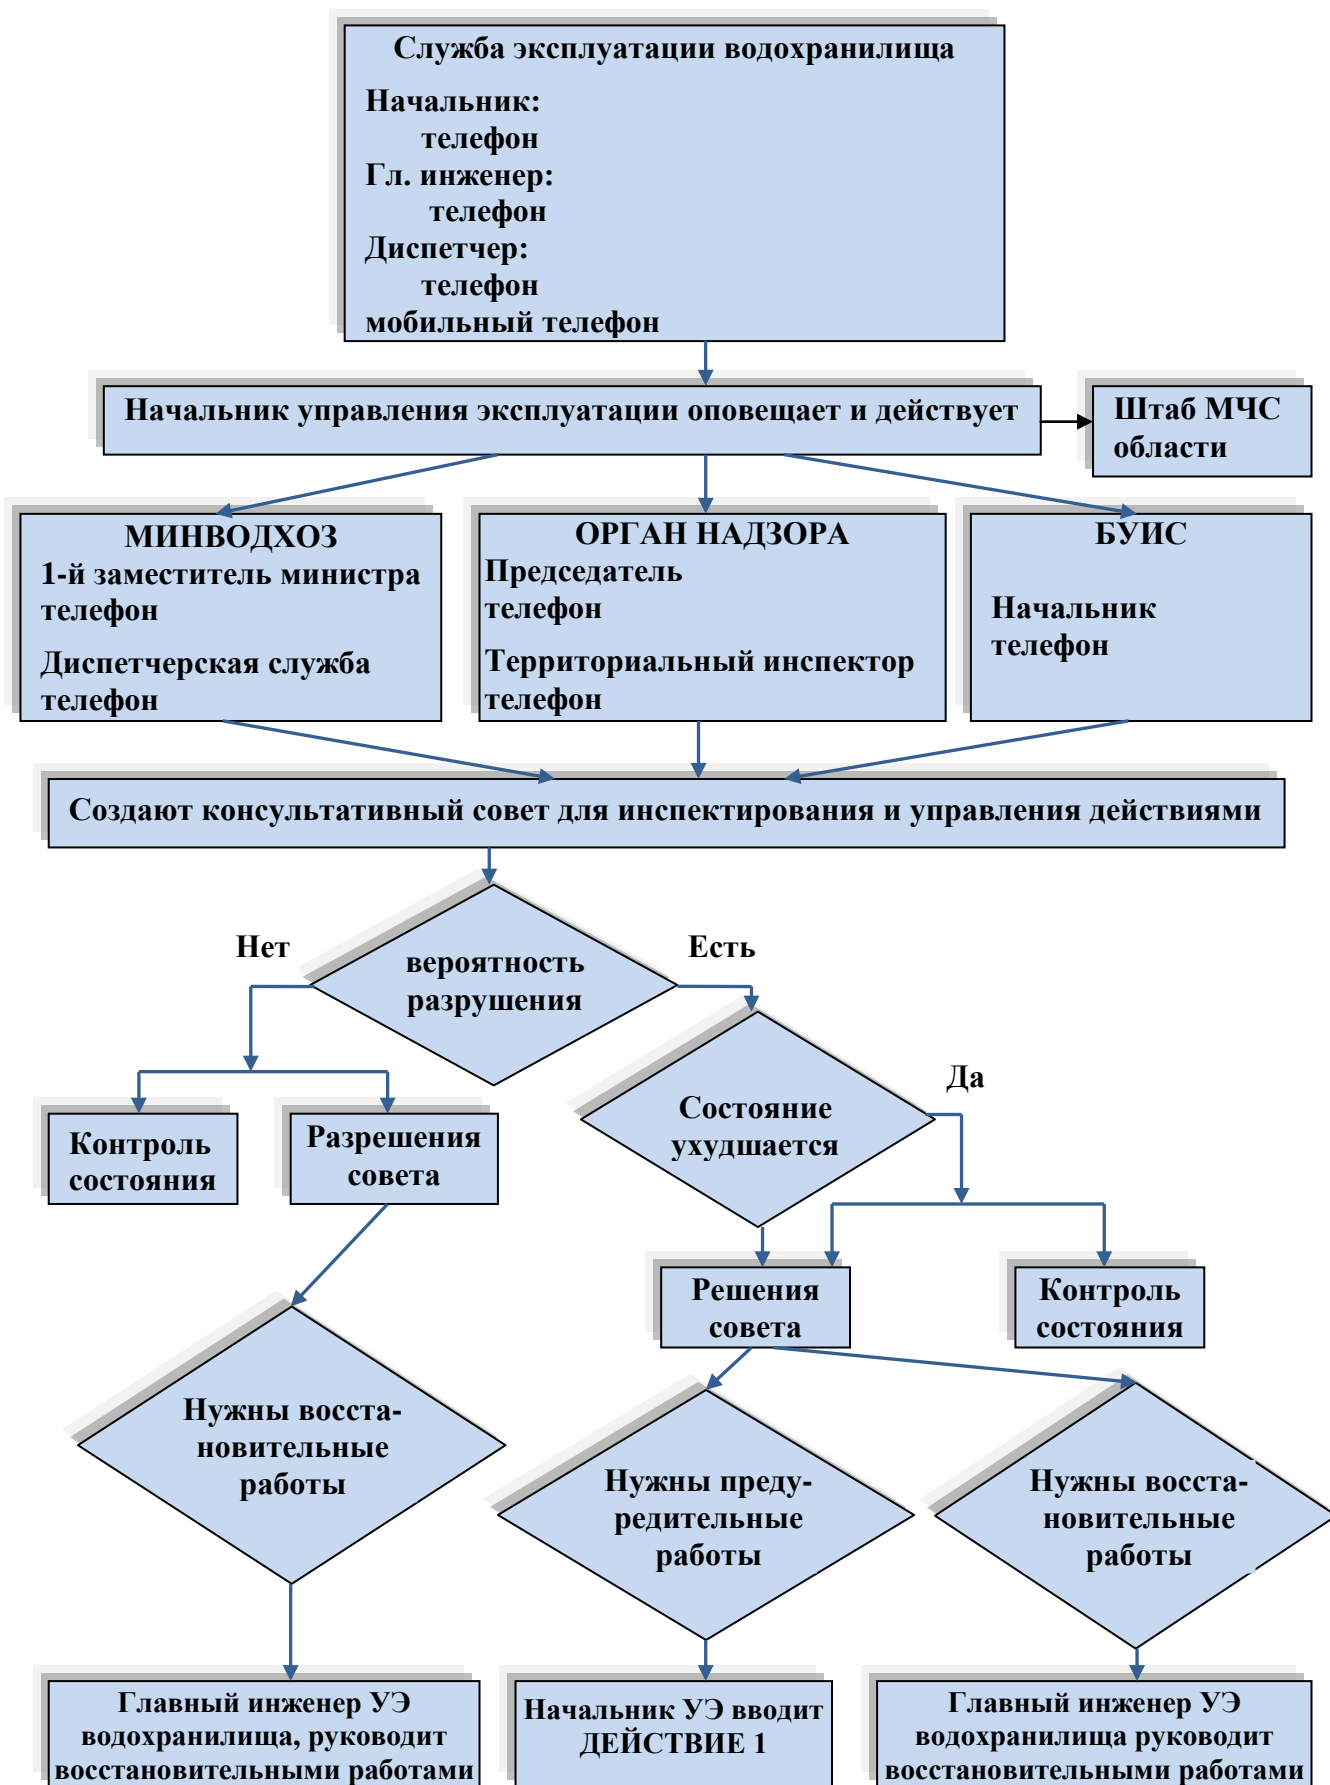 Служба эксплуатации водохранилища
Начальник:
телефон
Гл. инженер:
телефон
Диспетчер:
телефон
мобильный телефон
Начальник управления эксплуатации оповещает и действует
Штаб МЧС
области
МИНВОДХОЗ
1-й заместитель министра
телефон
Диспетчерская служба
телефон
ОРГАН НАДЗОРА
Председатель
телефон
Территориальный инспектор
телефон
БУИС
Начальник
телефон
Создают консультативный совет для инспектирования и управления действиями
Нет
вероятность
разрушения
Есть
Да
Состояние
ухудшается
Контроль
состояния
Разрешения
совета
Решения
совета
Контроль
состояния
Нужны восста-
новительные
работы
Нужны преду-
редительные
работы
Нужны восста-
новительные
работы
Главный инженер УЭ
водохранилища, руководит
восстановительными работами
Начальник УЭ вводит
ДЕЙСТВИЕ 1
Главный инженер УЭ
водохранилища руководит
восстановительными работами